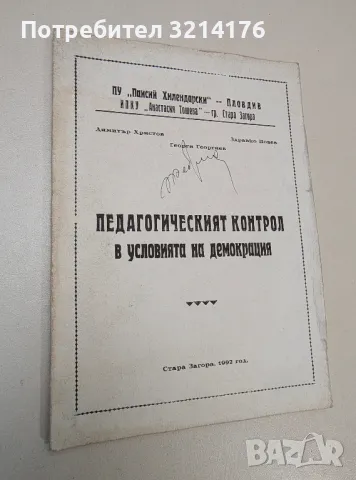 Потребител 3214176
ПУ „Паисий Хилендарски" — Пловдив
ИПКУ „Анастасия Тошева" — гр. Стара Загора
Димитър Христов
Здравко
Георги Георгиев
ПЕДАГОГИЧЕСКИЯТ КОНТРОЛ
В УСЛОВИЯТА НА ДЕМОКРАЦИЯ
Стара Загора, 1992 год.
BAZAR